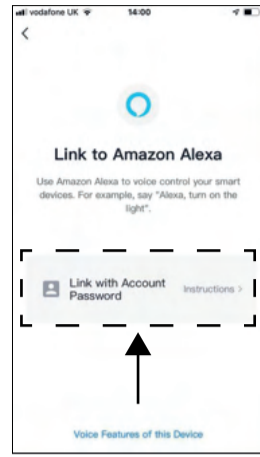 vodafone UK 14:00
Link to Amazon Alexa
Use Amazon Alexa to voice control your smart
devices. For example, say "Alexa, turn on the
light".
Link with Account
Password
Instructions >
Voice Features of this Device